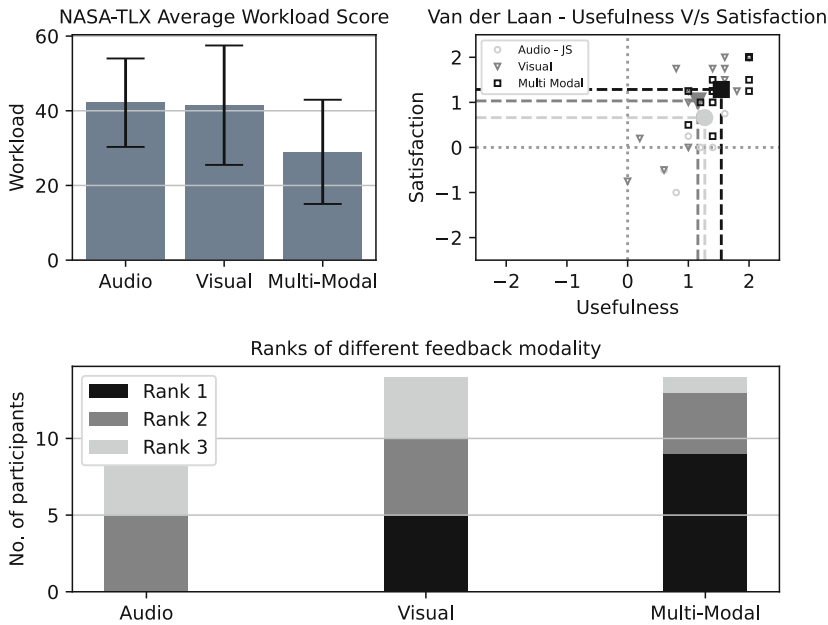 NASA-TLX Average Workload Score
60
40
20
0
Workload
Audio
Visual
Multi-Modal
Van der Laan - Usefulness V/s Satisfaction
Audio - JS
Visual
Multi Modal
2
1
0
−1
−2
Satisfaction
−2
−1
0
1
2
Usefulness
Ranks of different feedback modality
Rank 1
Rank 2
Rank 3
10
5
0
No. of participants
Audio
Visual
Multi-Modal